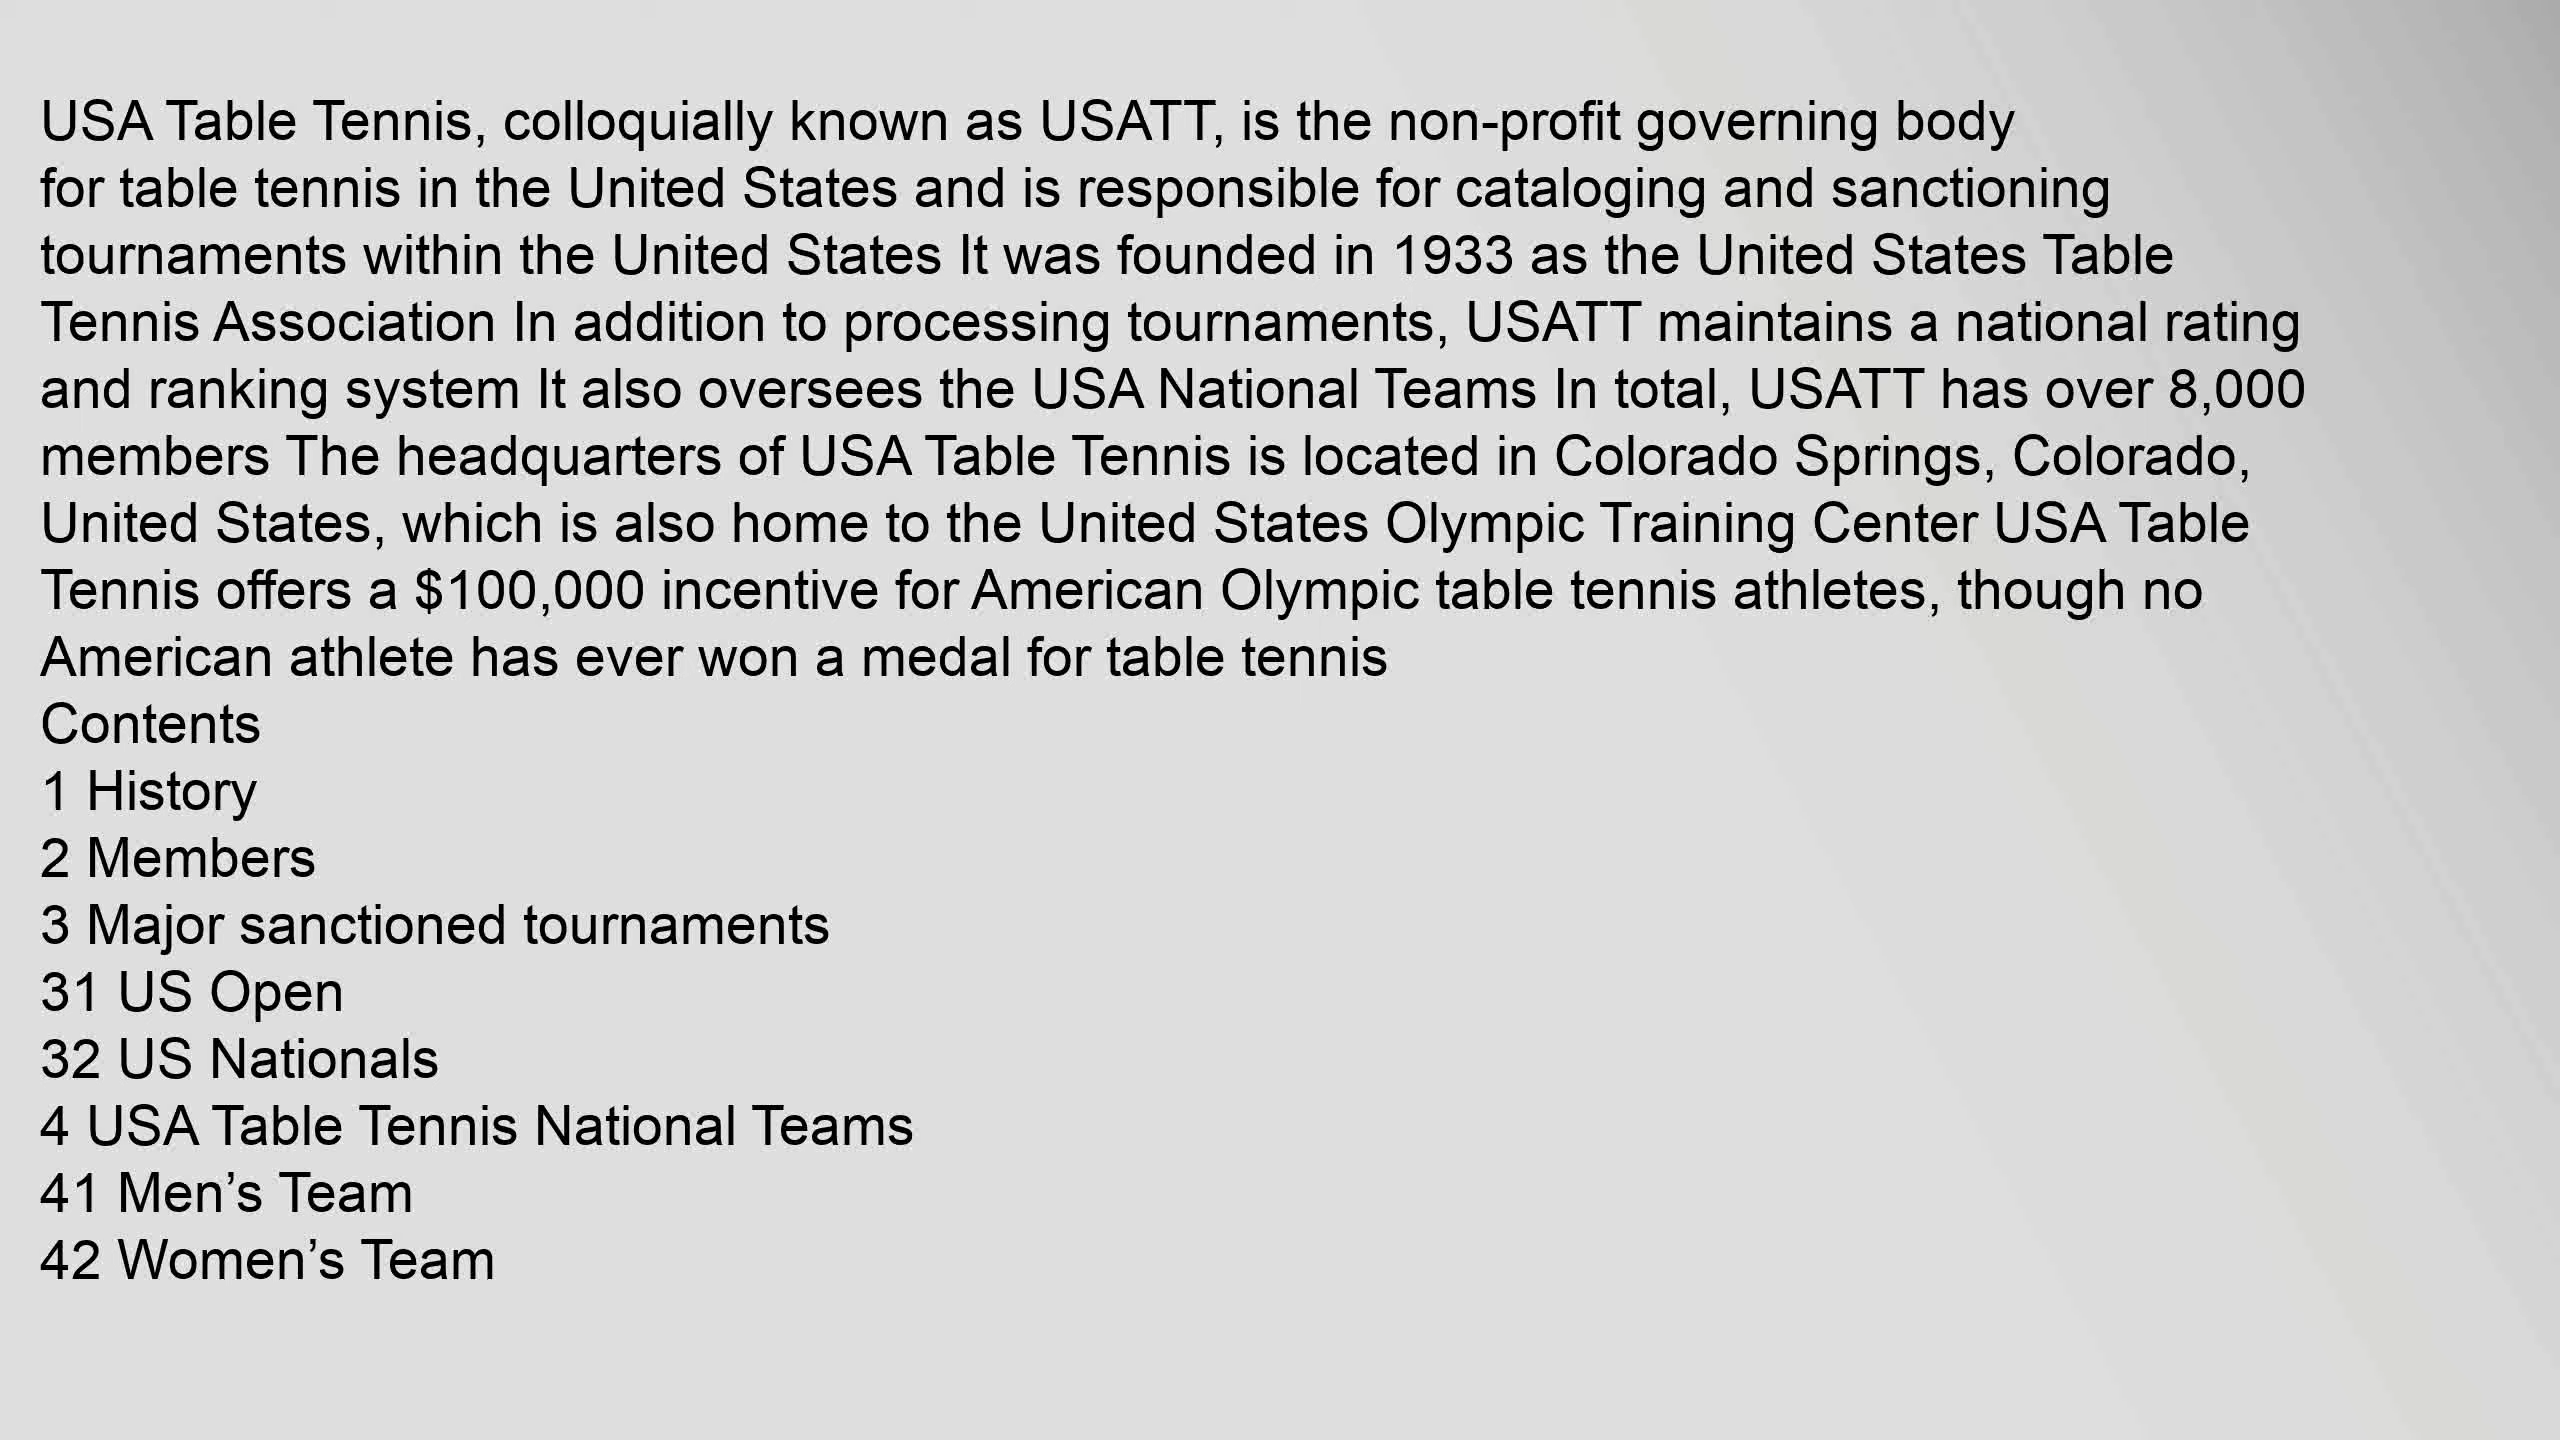 USA Table Tennis, colloquially known as USATT, is the non-profit governing body
for table tennis in the United States and is responsible for cataloging and sanctioning
tournaments within the United States It was founded in 1933 as the United States Table
Tennis Association In addition to processing tournaments, USATT maintains a national rating
and ranking system It also oversees the USA National Teams In total, USATT has over 8,000
members The headquarters of USA Table Tennis is located in Colorado Springs, Colorado,
United States, which is also home to the United States Olympic Training Center USA Table
Tennis offers a $100,000 incentive for American Olympic table tennis athletes, though no
American athlete has ever won a medal for table tennis
Contents
1 History
2 Members
3 Major sanctioned tournaments
31 US Open
32 US Nationals
4 USA Table Tennis National Teams
41 Men’s Team
42 Women’s Team